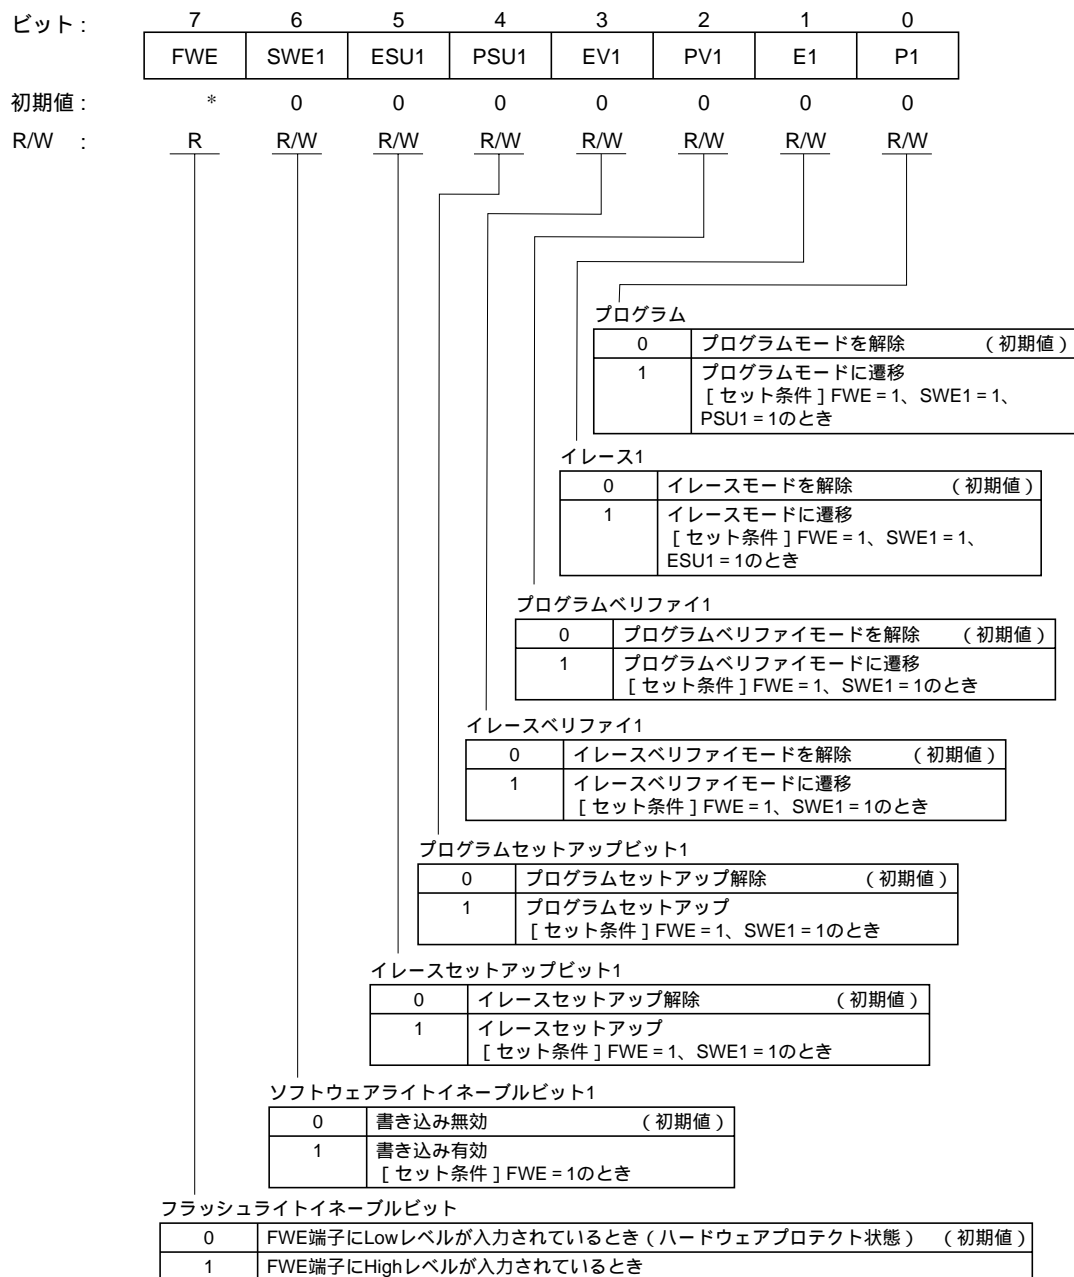 ビット : 7 6 5 4 3 2 1 0
FWE SWE1 ESU1 PSU1 EV1 PV1 E1 P1
初期値 : * 0 0 0 0 0 0 0
R/W : R R/W R/W R/W R/W R/W R/W R/W
プログラム
0 プログラムモードを解除 （初期値）
1 プログラムモードに遷移
［セット条件］FWE = 1、SWE1 = 1、
PSU1 = 1のとき
イレース1
0 イレースモードを解除 （初期値）
1 イレースモードに遷移
［セット条件］FWE = 1、SWE1 = 1、
ESU1 = 1のとき
プログラムベリファイ1
0 プログラムベリファイモードを解除 （初期値）
1 プログラムベリファイモードに遷移
［セット条件］FWE = 1、SWE1 = 1のとき
イレースベリファイ1
0 イレースベリファイモードを解除 （初期値）
1 イレースベリファイモードに遷移
［セット条件］FWE = 1、SWE1 = 1のとき
プログラムセットアップビット1
0 プログラムセットアップ解除 （初期値）
1 プログラムセットアップ
［セット条件］FWE = 1、SWE1 = 1のとき
イレースセットアップビット1
0 イレースセットアップ解除 （初期値）
1 イレースセットアップ
［セット条件］FWE = 1、SWE1 = 1のとき
ソフトウェアライトイネーブルビット1
0 書き込み無効 （初期値）
1 書き込み有効
［セット条件］FWE = 1のとき
フラッシュライトイネーブルビット
0 FWE端子にLowレベルが入力されているとき（ハードウェアプロテクト状態） （初期値）
1 FWE端子にHighレベルが入力されているとき